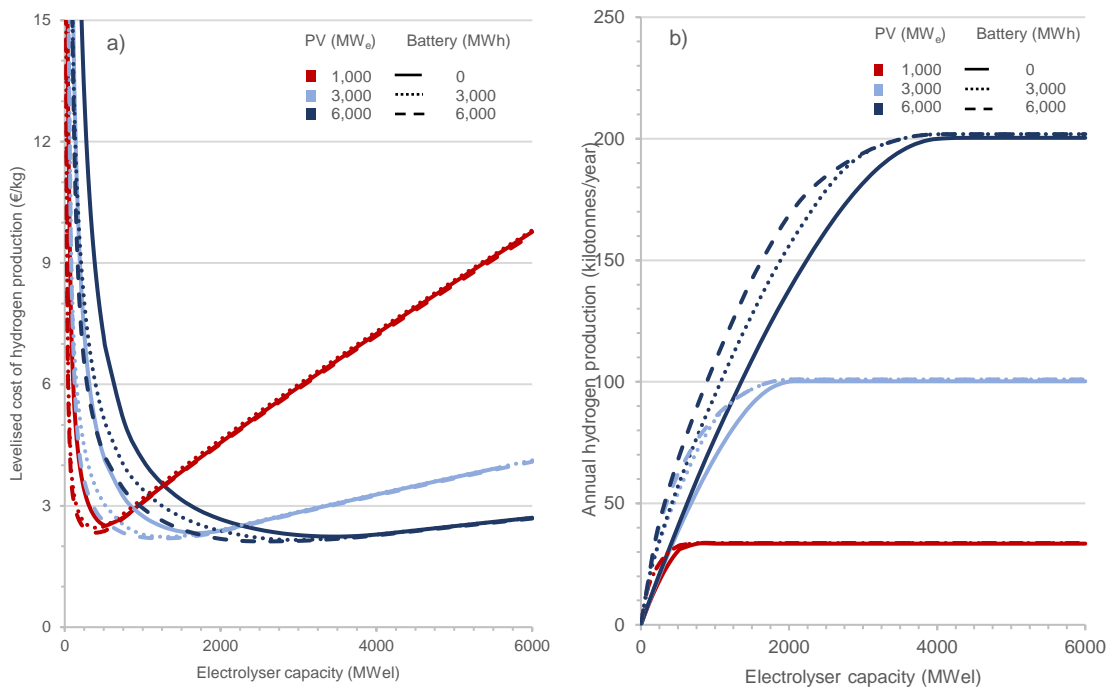 a)
PV (MWe) Battery (MWh)
1,000 0
3,000 3,000
6,000 6,000
15
12
9
6
3
0
Levelised cost of hydrogen production (€/kg)
0 2000 4000 6000
Electrolyser capacity (MWel)
b)
PV (MWe) Battery (MWh)
1,000 0
3,000 3,000
6,000 6,000
250
200
150
100
50
0
Annual hydrogen production (kilotonnes/year)
0 2000 4000 6000
Electrolyser capacity (MWel)